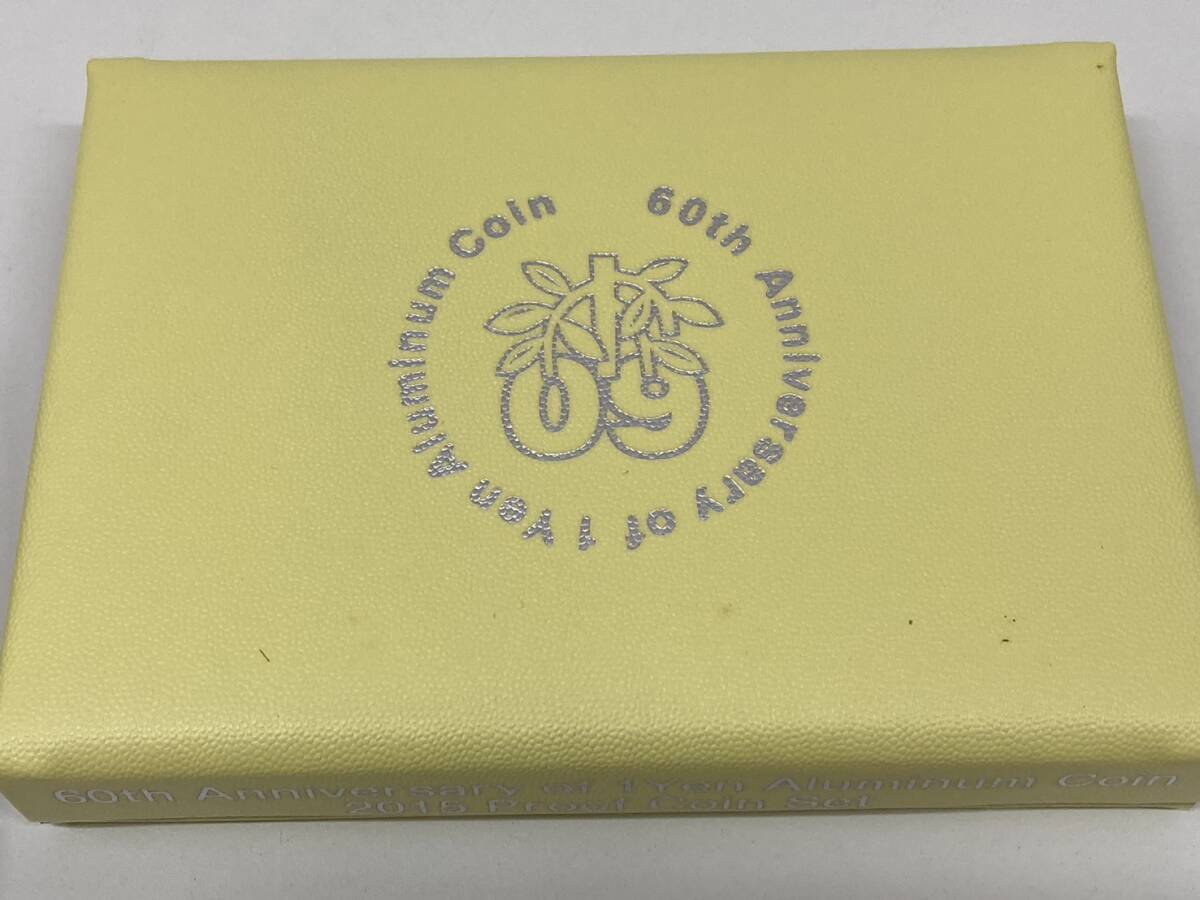 60th Anniversary of 1 Yen Aluminum Coin
60
60th Anniversary of 1 Yen Aluminum Coin
2015 Proof Coin Set